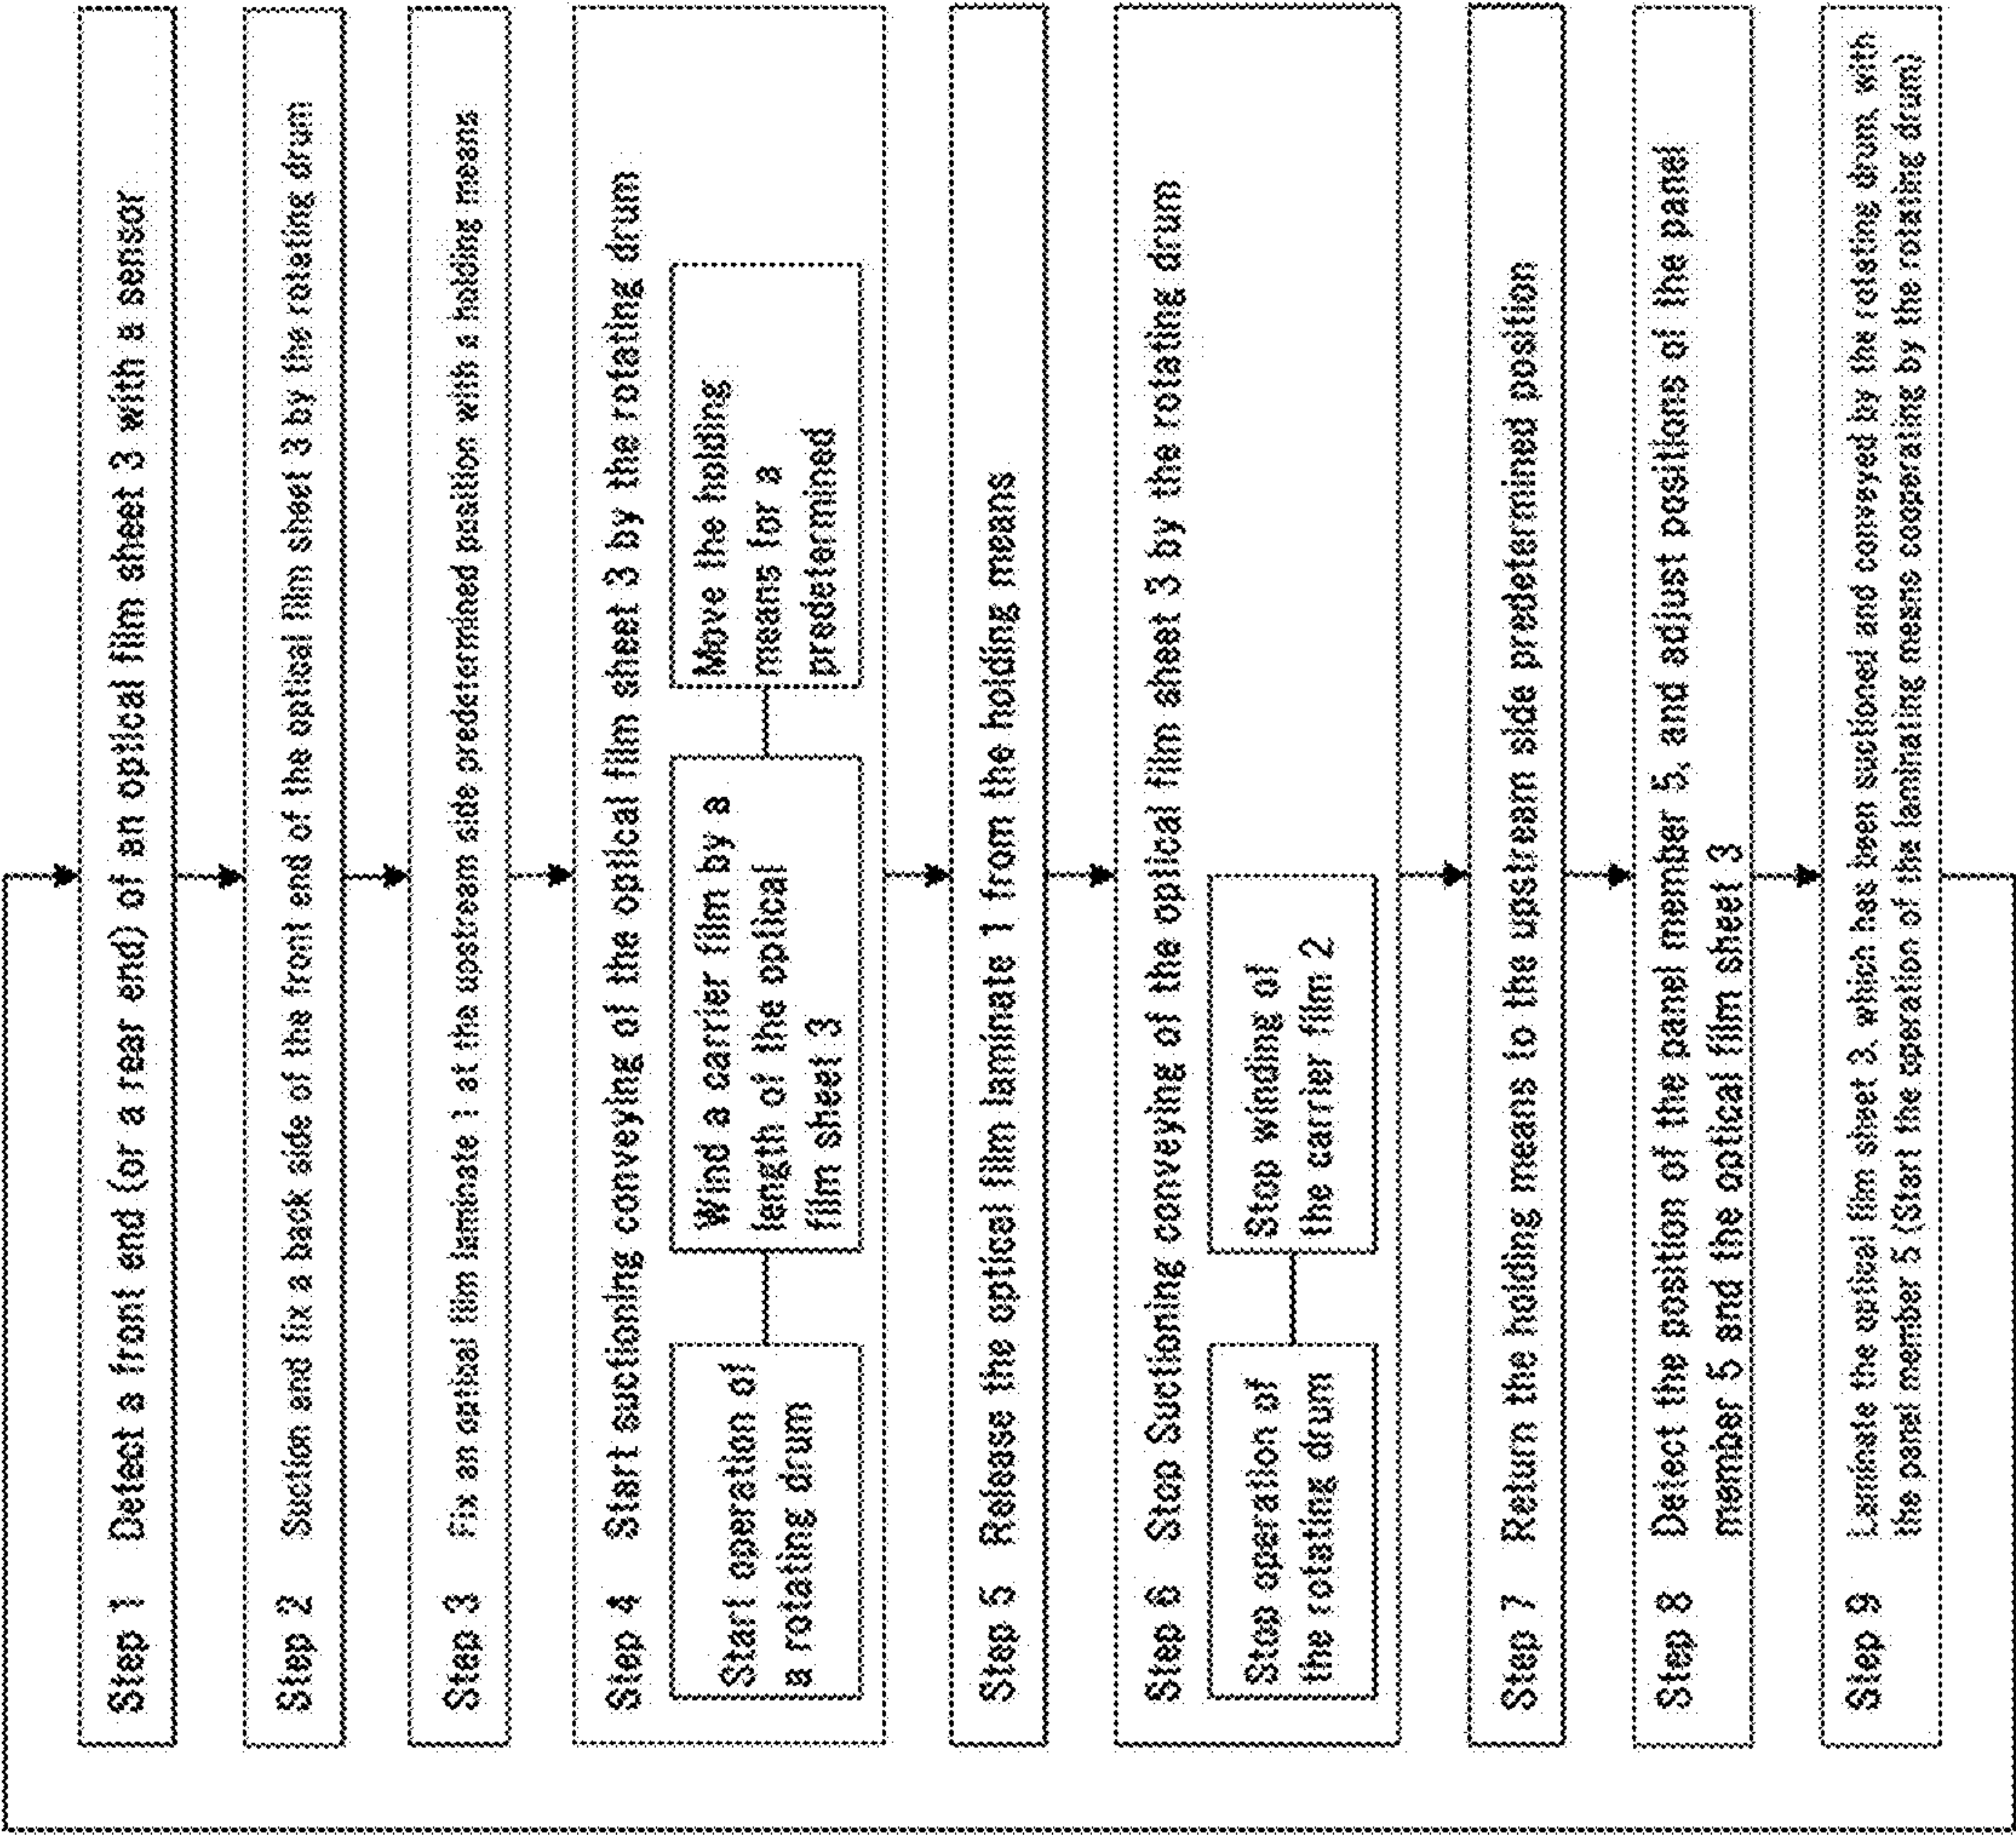 Step 1 Detect a front end (or a rear end) of an optical film sheet 3 with a sensor
Step 2 Suction and fix a back side of the front end of the optical film sheet 3 by the rotating drum
Step 3 Fix an optical film laminate 1 at the upstream side predetermined position with a holding means
Step 4 Start suctioning conveying of the optical film sheet 3 by the rotating drum
Start operation of
a rotating drum
Wind a carrier film by a
length of the optical
film sheet 3
Move the holding
means for a
predetermined
Step 5 Release the optical film laminate 1 from the holding means
Step 6 Stop Suctioning conveying of the optical film sheet 3 by the rotating drum
Stop operation of
the rotating drum
Stop winding of
the carrier film 2
Step 7 Return the holding means to the upstream side predetermined position
Step 8 Detect the position of the panel member 5, and adjust positions of the panel
member 5 and the optical film sheet 3
Step 9 Laminate the optical film sheet 3, which has been suctioned and conveyed by the rotating drum, with
the panel member 5 (Start the operation of the laminating means cooperating by the rotating drum)